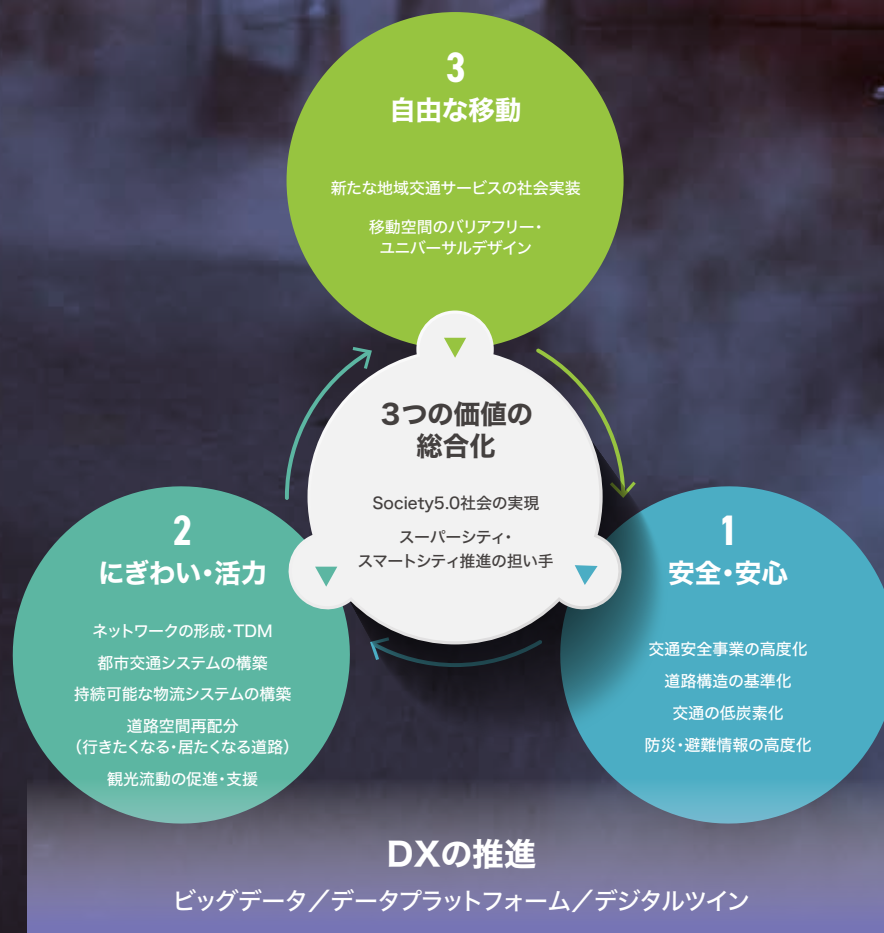 3
自由な移動
新たな地域交通サービスの社会実装
移動空間のバリアフリー・
ユニバーサルデザイン
3つの価値の
総合化
Society5.0社会の実現
スーパーシティ・
スマートシティ推進の担い手
2
にぎわい・活力
ネットワークの形成・TDM
都市交通システムの構築
持続可能な物流システムの構築
道路空間再配分
（行きたくなる・居たくなる道路）
観光流動の促進・支援
1
安全・安心
交通安全事業の高度化
道路構造の基準化
交通の低炭素化
防災・避難情報の高度化
DXの推進
ビッグデータ／データプラットフォーム／デジタルツイン